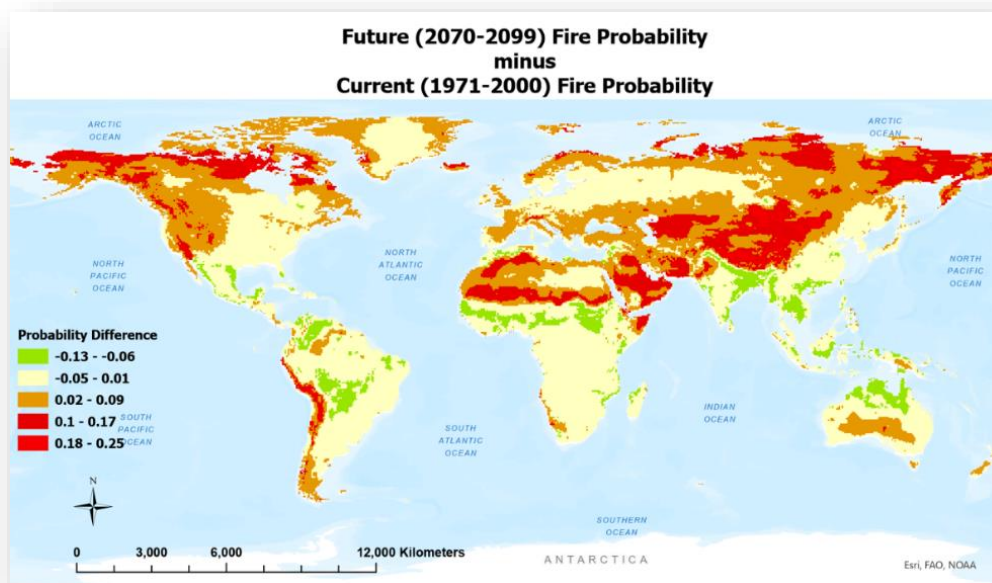 Future (2070-2099) Fire Probability
minus
Current (1971-2000) Fire Probability
ARCTIC
OCEAN
ARCTIC
OCEAN
NORTH
PACIFIC
OCEAN
NORTH
ATLANTIC
OCEAN
NORTH
PACIFIC
OCEAN
Probability Difference
-0.13 - -0.06
-0.05 - 0.01
0.02 - 0.09
0.1 - 0.17
0.18 - 0.25
SOUTH
PACIFIC
OCEAN
SOUTH
ATLANTIC
OCEAN
INDIAN
OCEAN
N
SOUTHERN
OCEAN
0 3,000 6,000 12,000 Kilometers
ANTARCTICA
Esri, FAO, NOAA